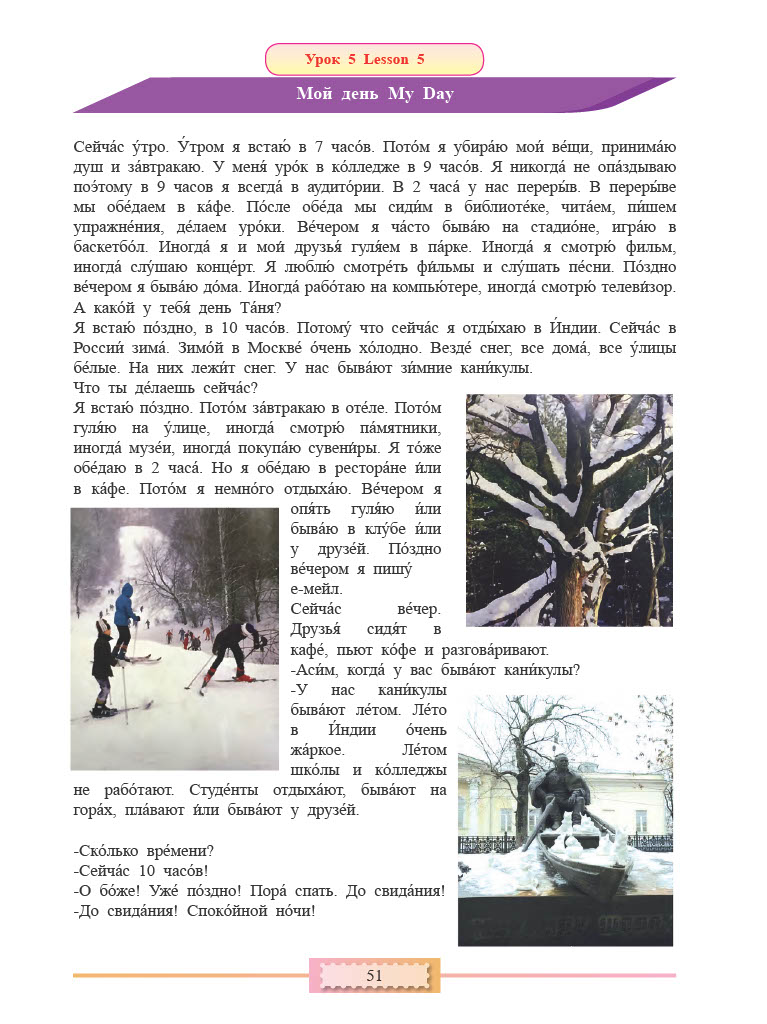 Урок 5 Lesson 5
Мой день My Day
Сейча́с у́тро. У́тром я встаю́ в 7 часо́в. Пото́м я убира́ю мои́ ве́щи, принима́ю
душ и за́втракаю. У меня́ уро́к в ко́лледже в 9 часо́в. Я никогда́ не опа́здываю
поэ́тому в 9 часов я всегда́ в аудито́рии. В 2 часа́ у нас переры́в. В переры́ве
мы обе́даем в ка́фе. По́сле обе́да мы сиди́м в библиоте́ке, чита́ем, пи́шем
упражне́ния, де́лаем уро́ки. Ве́чером я ча́сто быва́ю на стадио́не, игра́ю в
баскетбо́л. Иногда́ я и мои́ друзья́ гуля́ем в па́рке. Иногда́ я смотрю́ фильм,
иногда́ слу́шаю конце́рт. Я люблю́ смотре́ть фи́льмы и слу́шать пе́сни. По́здно
ве́чером я быва́ю до́ма. Иногда́ рабо́таю на компью́тере, иногда́ смотрю́ телеви́зор.
А како́й у тебя́ день Та́ня?
Я встаю́ по́здно, в 10 часо́в. Потому́ что сейча́с я отды́хаю в И́ндии. Сейча́с в
Росси́и зима́. Зимо́й в Москве́ о́чень хо́лодно. Везде́ снег, все дома́, все у́лицы
бе́лые. На них лежи́т снег. У нас быва́ют зи́мние кани́кулы.
Что ты де́лаешь сейча́с?
Я встаю́ по́здно. Пото́м за́втракаю в оте́ле. Пото́м
гуля́ю на у́лице, иногда́ смотрю́ па́мятники,
иногда́ музе́и, иногда́ покупа́ю сувени́ры. Я то́же
обе́даю в 2 часа́. Но я обе́даю в рестора́не и́ли
в ка́фе. Пото́м я немно́го отдыха́ю. Ве́чером я
опя́ть гуля́ю и́ли
быва́ю в клу́бе и́ли
у друзе́й. По́здно
ве́чером я пишу́
е-мейл.
Сейча́с ве́чер.
Друзья́ сидя́т в
кафе́, пьют ко́фе и разгова́ривают.
-Аси́м, когда́ у вас быва́ют кани́кулы?
-У нас кани́кулы
быва́ют ле́том. Ле́то
в И́ндии о́чень
жа́ркое. Ле́том
шко́лы и ко́лледжы
не рабо́тают. Студе́нты отдыха́ют, быва́ют на
гора́х, пла́вают и́ли быва́ют у друзе́й.
-Ско́лько вре́мени?
-Сейча́с 10 часо́в!
-О бо́же! Уже́ по́здно! Пора́ спать. До свида́ния!
-До свида́ния! Споко́йной но́чи!
51